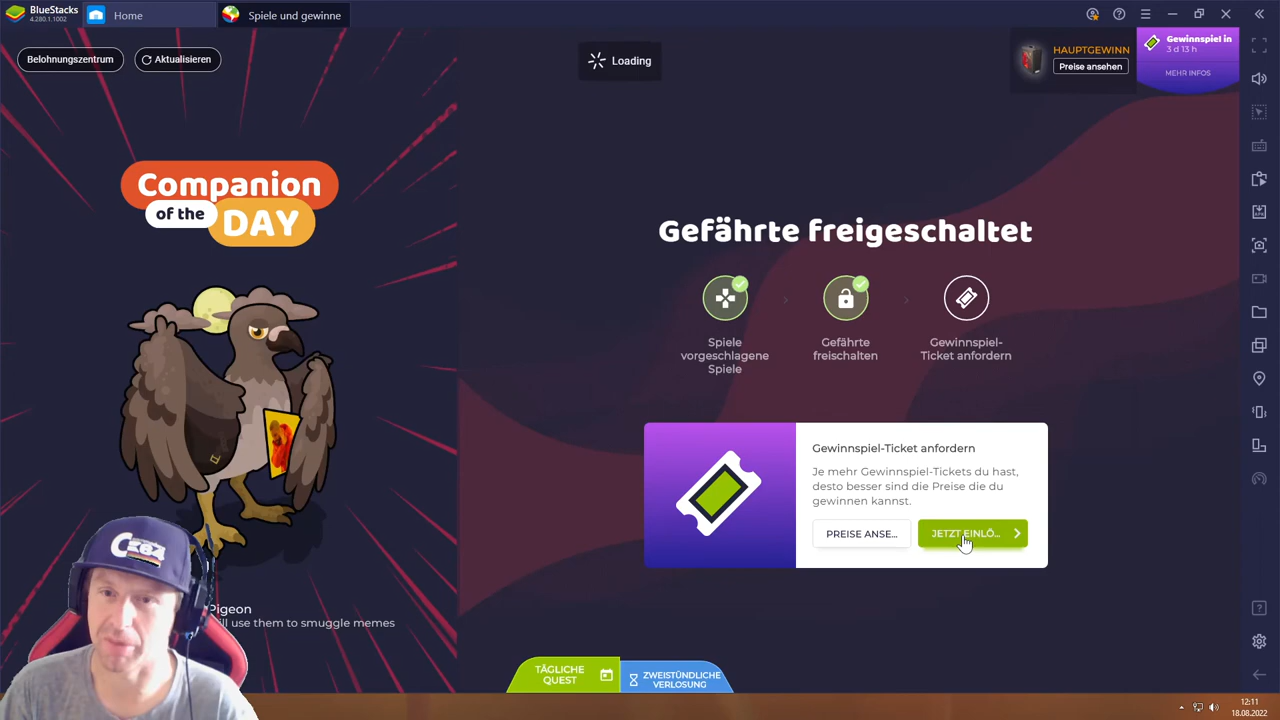 BlueStacks
4.280.1.1002
Home
Spiele und gewinne
Belohnungszentrum
Aktualisieren
Loading
HAUPTGEWINN
Preise ansehen
Gewinnspiel in
3 d 13 h
MEHR INFOS
Companion
of the
DAY
Gefährte freigeschaltet
Spiele
vorgeschlagene
Spiele
Gefährte
freischalten
Gewinnspiel-
Ticket anfordern
Gewinnspiel-Ticket anfordern
Je mehr Gewinnspiel-Tickets du hast,
desto besser sind die Preise die du
gewinnen kannst.
PREISE ANSE...
JETZT EINLÖ...
Pigeon
use them to smuggle memes
TÄGLICHE
QUEST
ZWEISTÜNDLICHE
VERLOSUNG
12:11
18.08.2022